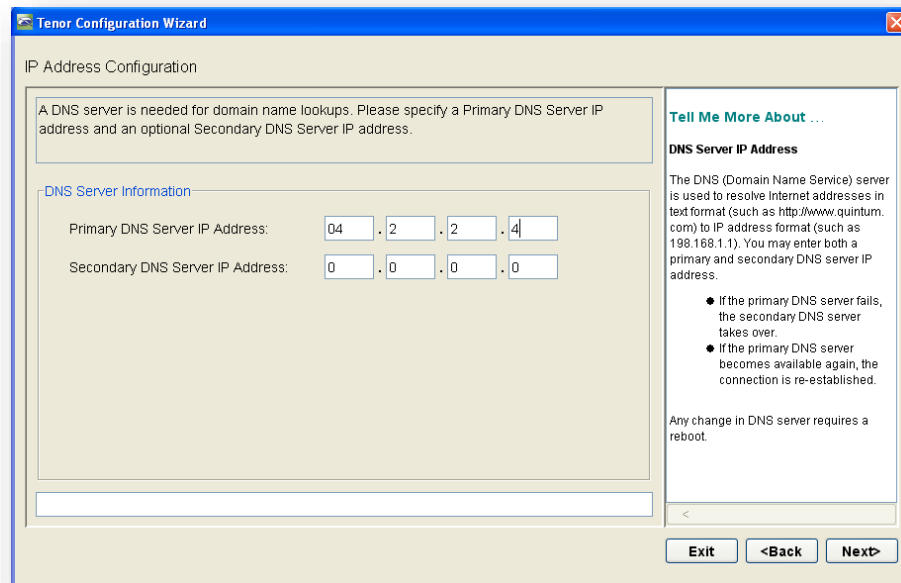 Tenor Configuration Wizard
IP Address Configuration
A DNS server is needed for domain name lookups. Please specify a Primary DNS Server IP
address and an optional Secondary DNS Server IP address.
DNS Server Information
Primary DNS Server IP Address: 04 . 2 . 2 . 4
Secondary DNS Server IP Address: 0 . 0 . 0 . 0
Tell Me More About ...
DNS Server IP Address
The DNS (Domain Name Service) server
is used to resolve Internet addresses in
text format (such as http://www.quintum.
com) to IP address format (such as
198.168.1.1). You may enter both a
primary and secondary DNS server IP
address.
● If the primary DNS server fails,
the secondary DNS server
takes over.
● If the primary DNS server
becomes available again, the
connection is re-established.
Any change in DNS server requires a
reboot.
<
Exit <Back Next>